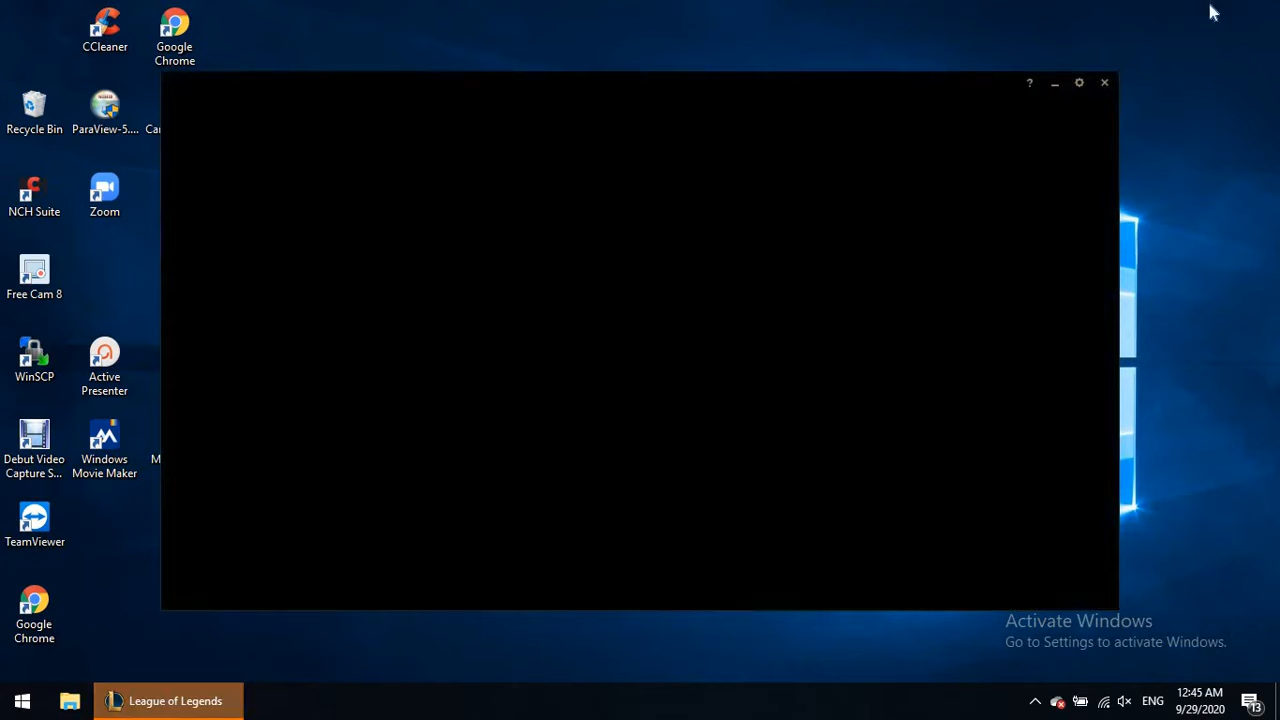 CCleaner
Google
Chrome
?
Recycle Bin
ParaView-5....
Car
NCH Suite
Zoom
Free Cam 8
WinSCP
Active
Presenter
Debut Video
Capture S...
Windows
Movie Maker
M
TeamViewer
Google
Chrome
Activate Windows
Go to Settings to activate Windows.
League of Legends
ENG
12:45 AM
9/29/2020
13